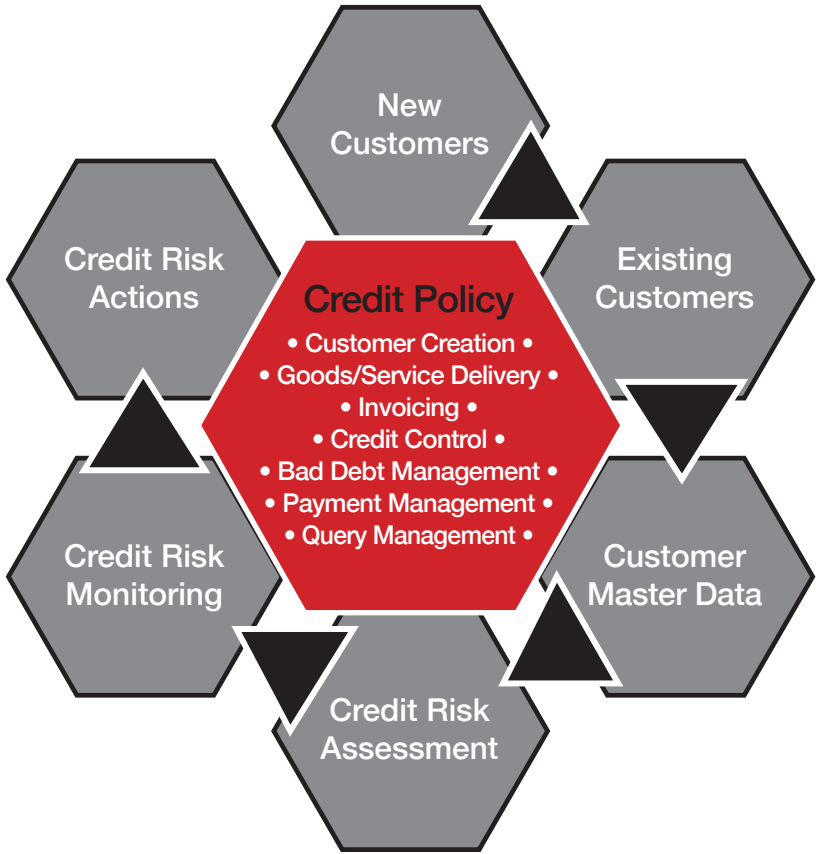 New
Customers
Existing
Customers
Customer
Master Data
Credit Risk
Assessment
Credit Risk
Monitoring
Credit Risk
Actions
Credit Policy
• Customer Creation •
• Goods/Service Delivery •
• Invoicing •
• Credit Control •
• Bad Debt Management •
• Payment Management •
• Query Management •